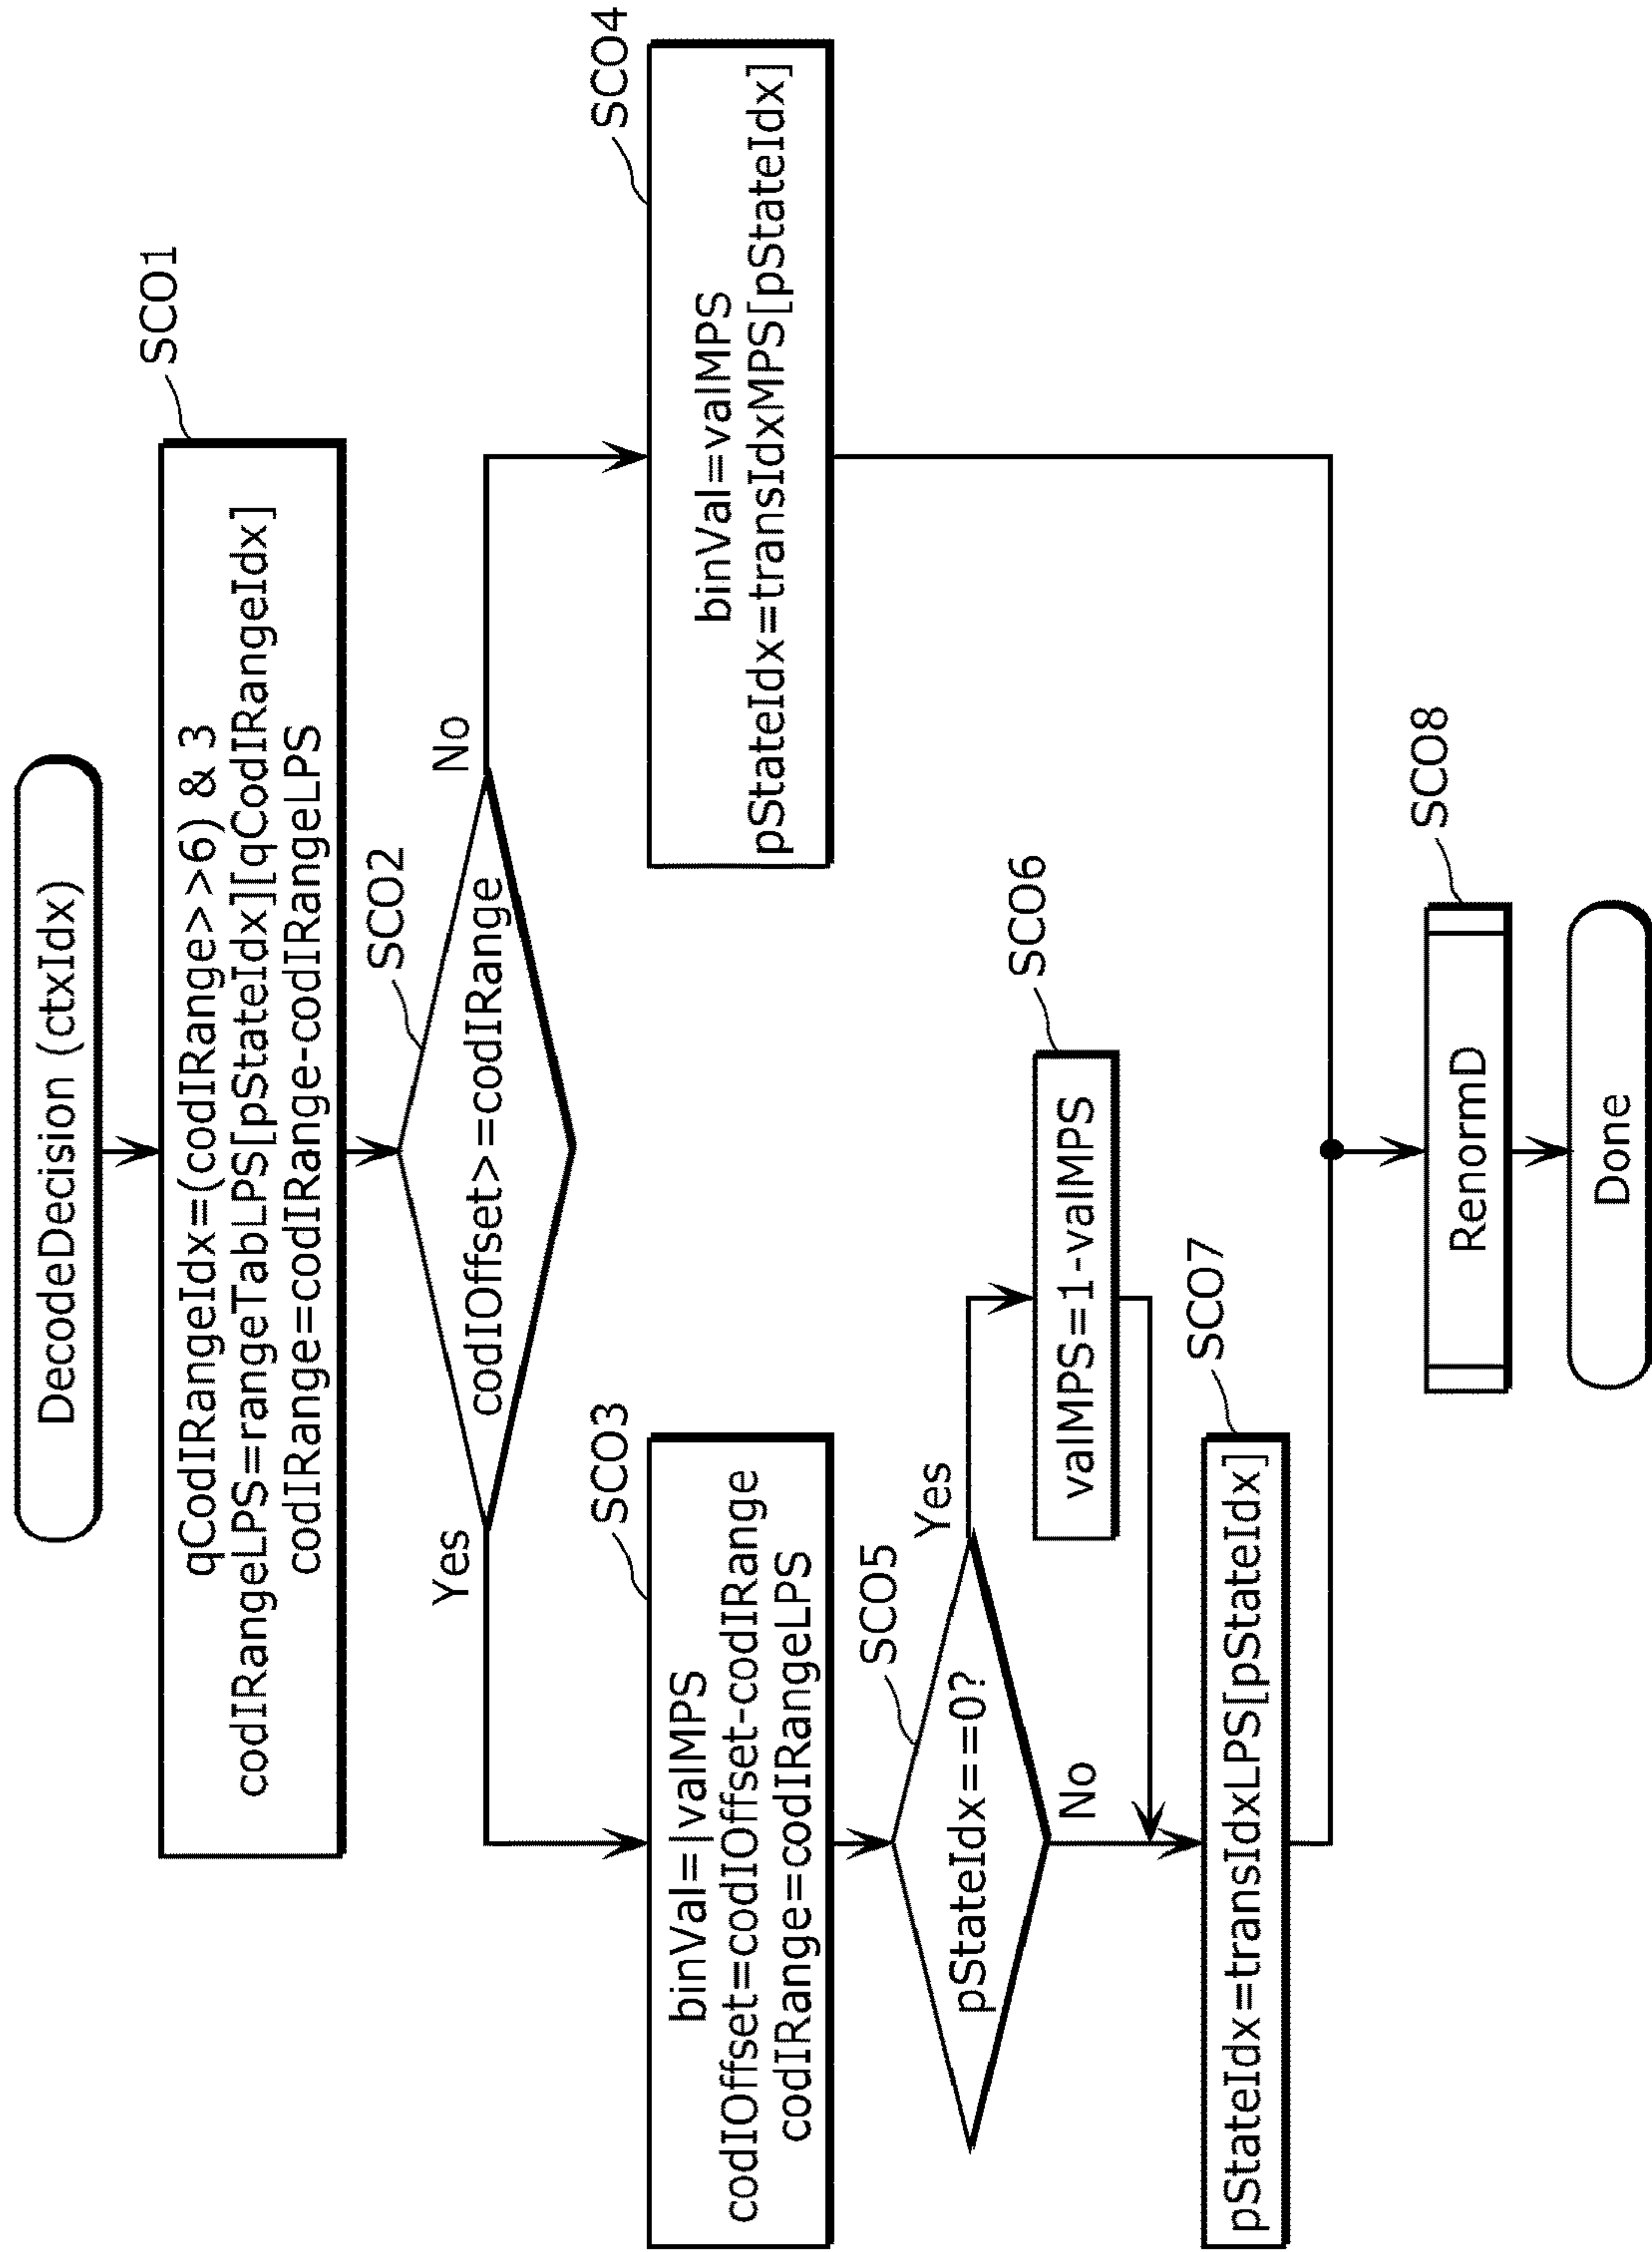 DecodeDecision (ctxIdx)
SC01
qCodIRangeIdx=(codIRange>>6) & 3
codIRangeLPS=rangeTabLPS[pStateIdx][qCodIRangeIdx]
codIRange=codIRange-codIRangeLPS
SC02
codIOffset>=codIRange
Yes
No
SC03
binVal=|valMPS
codIOffset=codIOffset-codIRange
codIRange=codIRangeLPS
SC04
binVal=valMPS
pStateIdx=transIdxMPS[pStateIdx]
SC05
pStateIdx==0?
Yes
No
SC06
valMPS=1-valMPS
SC07
pStateIdx=transIdxLPS[pStateIdx]
SC08
RenormD
Done